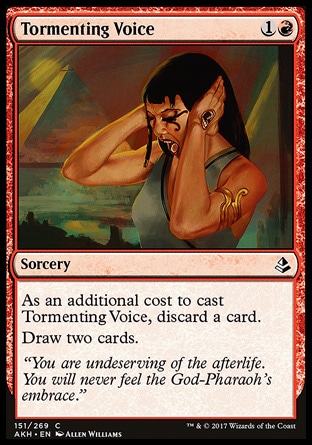 Tormenting Voice 1
Sorcery
As an additional cost to cast
Tormenting Voice, discard a card.
Draw two cards.
“You are undeserving of the afterlife.
You will never feel the God-Pharaoh’s
embrace.”
151/269 C
AKH • EN Allen Williams
™ & © 2017 Wizards of the Coast